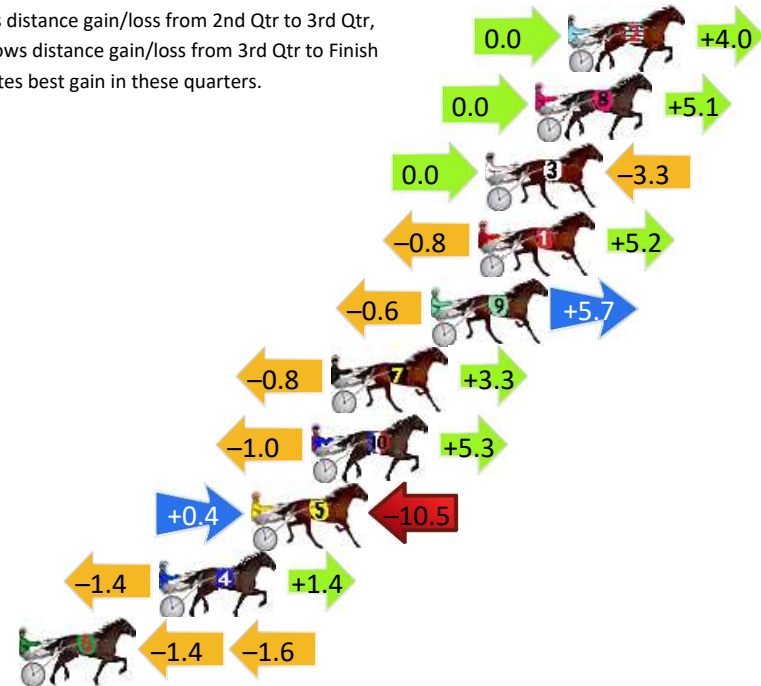 s distance gain/loss from 2nd Qtr to 3rd Qtr,
ows distance gain/loss from 3rd Qtr to Finish
tes best gain in these quarters.
0.0 2 +4.0
0.0 8 +5.1
0.0 3 –3.3
–0.8 1 +5.2
–0.6 9 +5.7
–0.8 7 +3.3
–1.0 10 +5.3
+0.4 5 –10.5
–1.4 4 +1.4
6 –1.4 –1.6